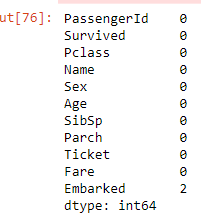 ut[76]: PassengerId 0
Survived 0
Pclass 0
Name 0
Sex 0
Age 0
SibSp 0
Parch 0
Ticket 0
Fare 0
Embarked 2
dtype: int64